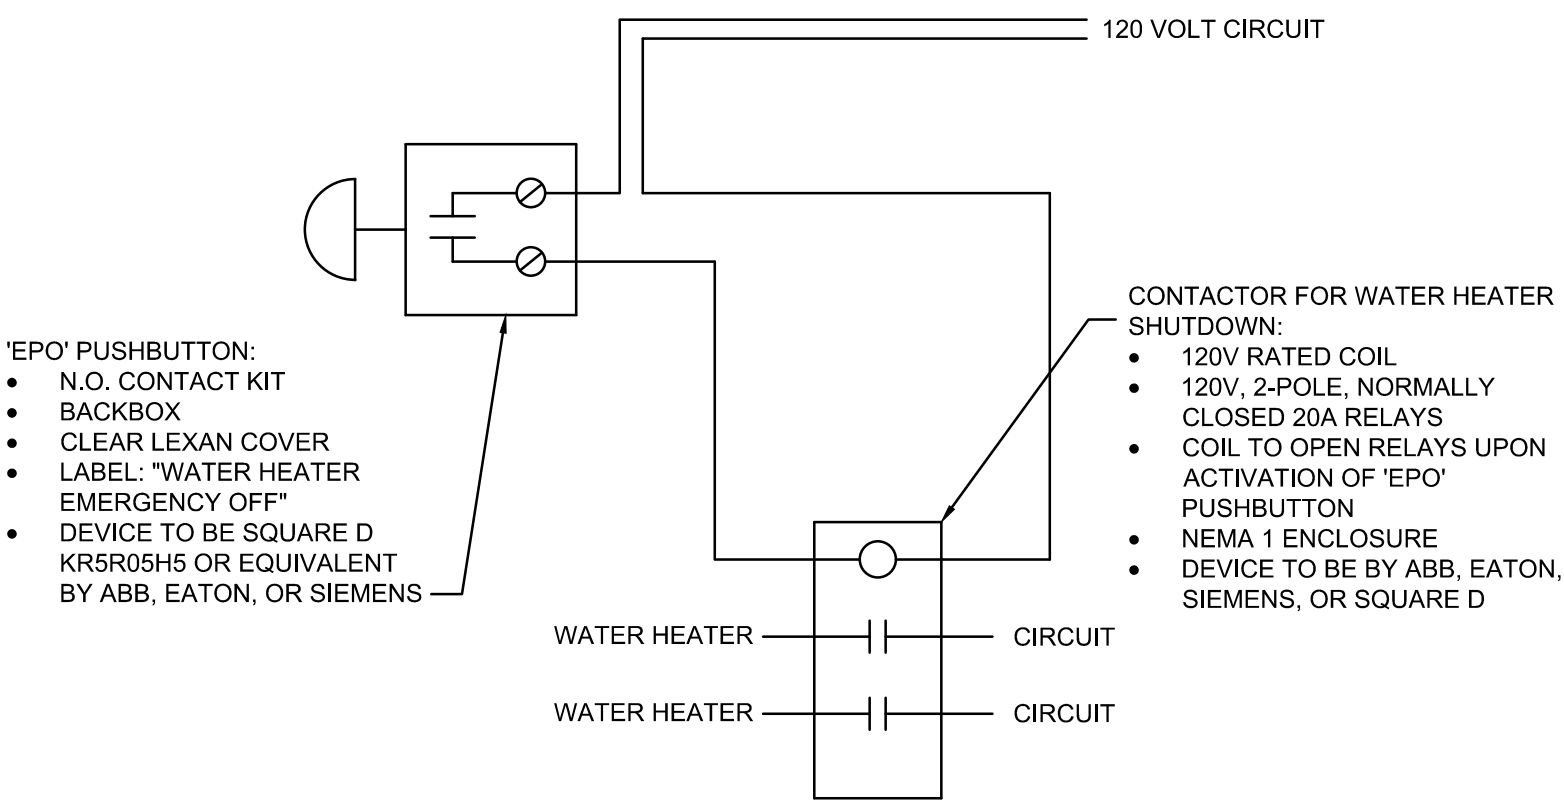 120 VOLT CIRCUIT
'EPO' PUSHBUTTON:
• N.O. CONTACT KIT
• BACKBOX
• CLEAR LEXAN COVER
• LABEL: "WATER HEATER
EMERGENCY OFF"
• DEVICE TO BE SQUARE D
KR5R05H5 OR EQUIVALENT
BY ABB, EATON, OR SIEMENS
CONTACTOR FOR WATER HEATER
SHUTDOWN:
• 120V RATED COIL
• 120V, 2-POLE, NORMALLY
CLOSED 20A RELAYS
• COIL TO OPEN RELAYS UPON
ACTIVATION OF 'EPO'
PUSHBUTTON
• NEMA 1 ENCLOSURE
• DEVICE TO BE BY ABB, EATON,
SIEMENS, OR SQUARE D
WATER HEATER
CIRCUIT
WATER HEATER
CIRCUIT